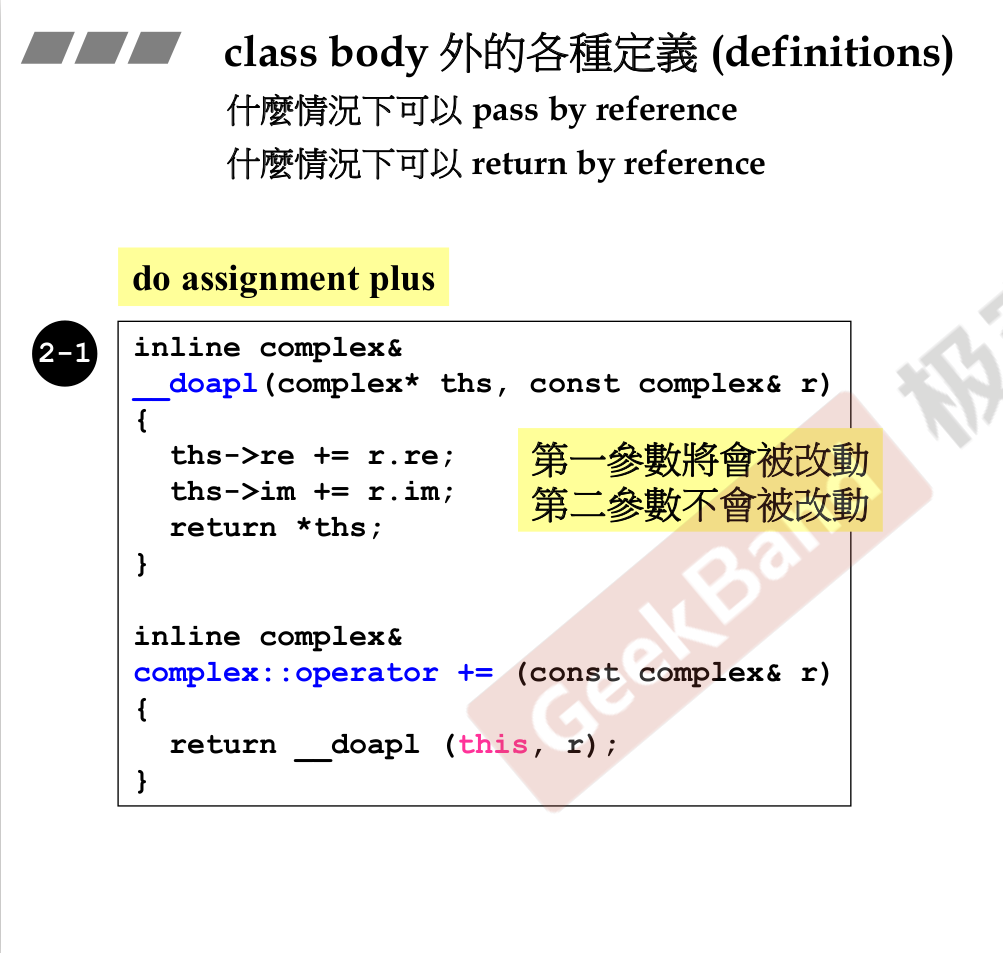 class body 外的各種定義 (definitions)
什麼情況下可以 pass by reference
什麼情況下可以 return by reference
do assignment plus
2-1
inline complex&
__doapl(complex* ths, const complex& r)
{
  ths->re += r.re;
  ths->im += r.im;
  return *ths;
}
第一參數將會被改動
第二參數不會被改動
inline complex&
complex::operator += (const complex& r)
{
  return __doapl (this, r);
}
GeekBand
极